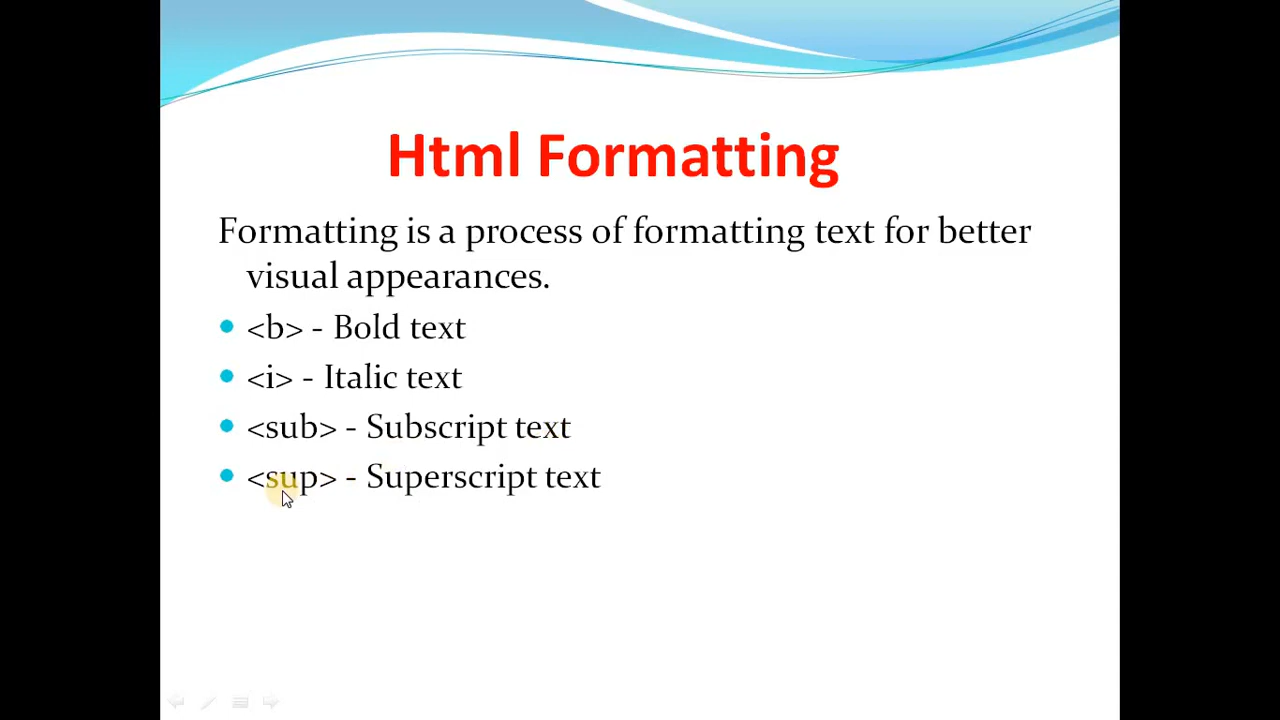 Html Formatting
Formatting is a process of formatting text for better
visual appearances.
<b> - Bold text
<i> - Italic text
<sub> - Subscript text
<sup> - Superscript text